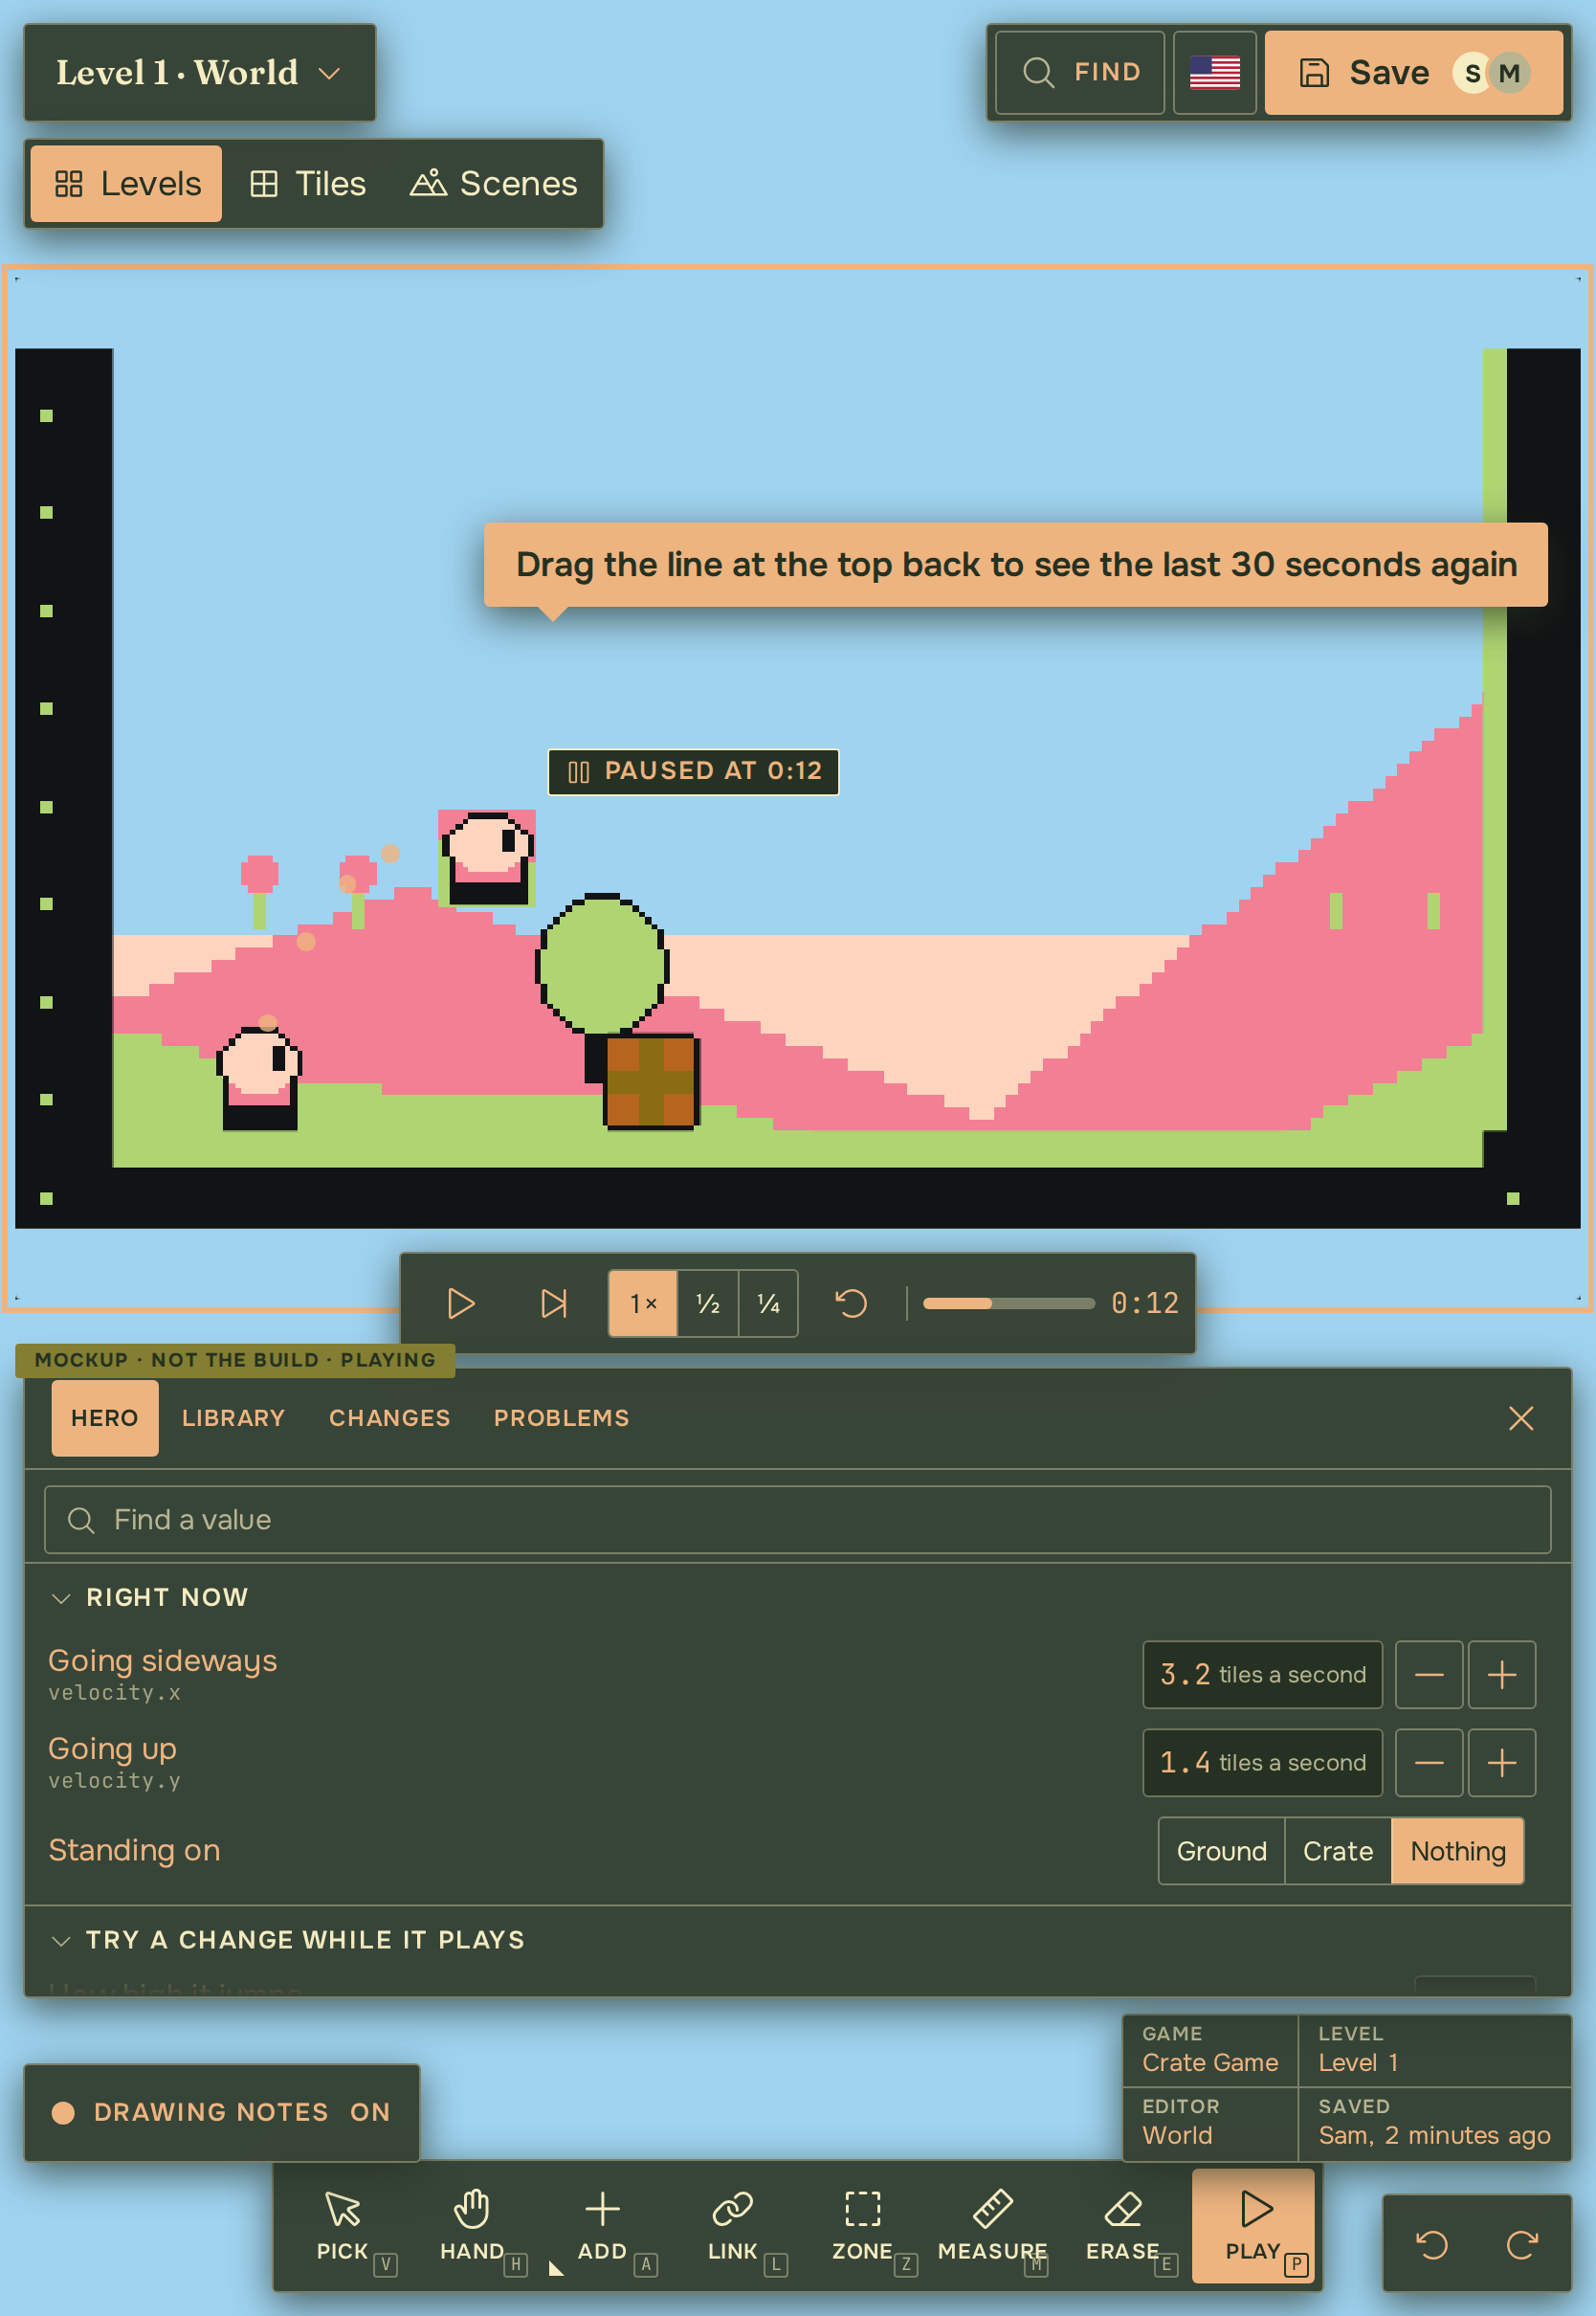 Level 1 · World
FIND
Save
S
M
Levels
Tiles
Scenes
Drag the line at the top back to see the last 30 seconds again
PAUSED AT 0:12
1×
½
¼
0:12
MOCKUP · NOT THE BUILD · PLAYING
HERO
LIBRARY
CHANGES
PROBLEMS
Find a value
RIGHT NOW
Going sideways
velocity.x
3.2 tiles a second
Going up
velocity.y
1.4 tiles a second
Standing on
Ground
Crate
Nothing
TRY A CHANGE WHILE IT PLAYS
How high it jumps
GAME
Crate Game
LEVEL
Level 1
EDITOR
World
SAVED
Sam, 2 minutes ago
DRAWING NOTES ON
PICK V
HAND H
ADD A
LINK L
ZONE Z
MEASURE M
ERASE E
PLAY P